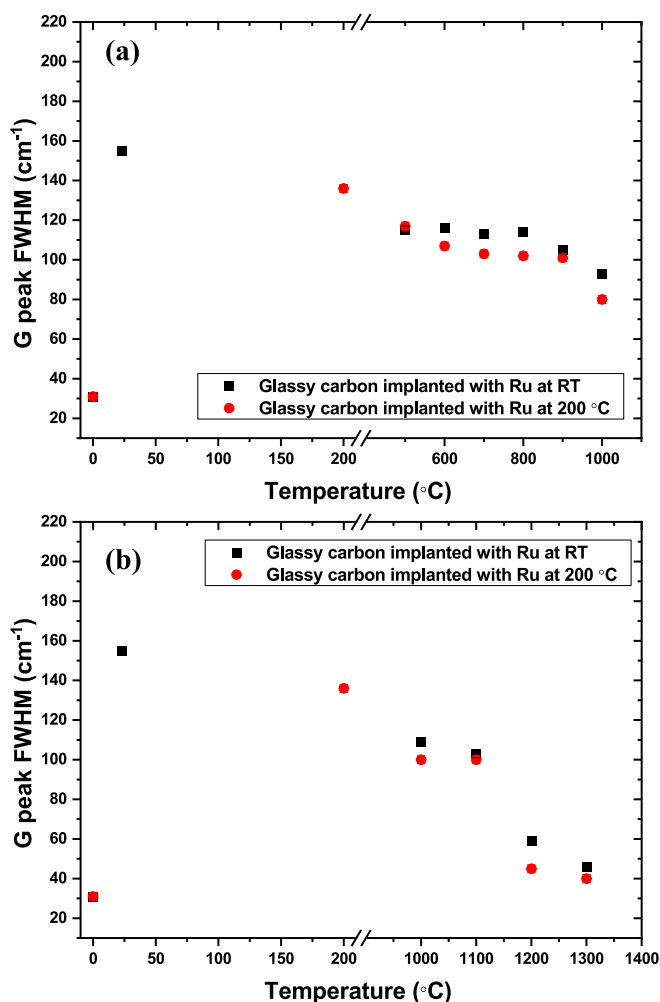 220
200
180
160
140
120
100
80
60
40
20
(a)
G peak FWHM (cm-1)
Glassy carbon implanted with Ru at RT
Glassy carbon implanted with Ru at 200 °C
0 50 100 150 200 600 800 1000
Temperature (°C)
220
200
180
160
140
120
100
80
60
40
20
(b)
G peak FWHM (cm-1)
Glassy carbon implanted with Ru at RT
Glassy carbon implanted with Ru at 200 °C
0 50 100 150 200 1000 1100 1200 1300 1400
Temperature (°C)